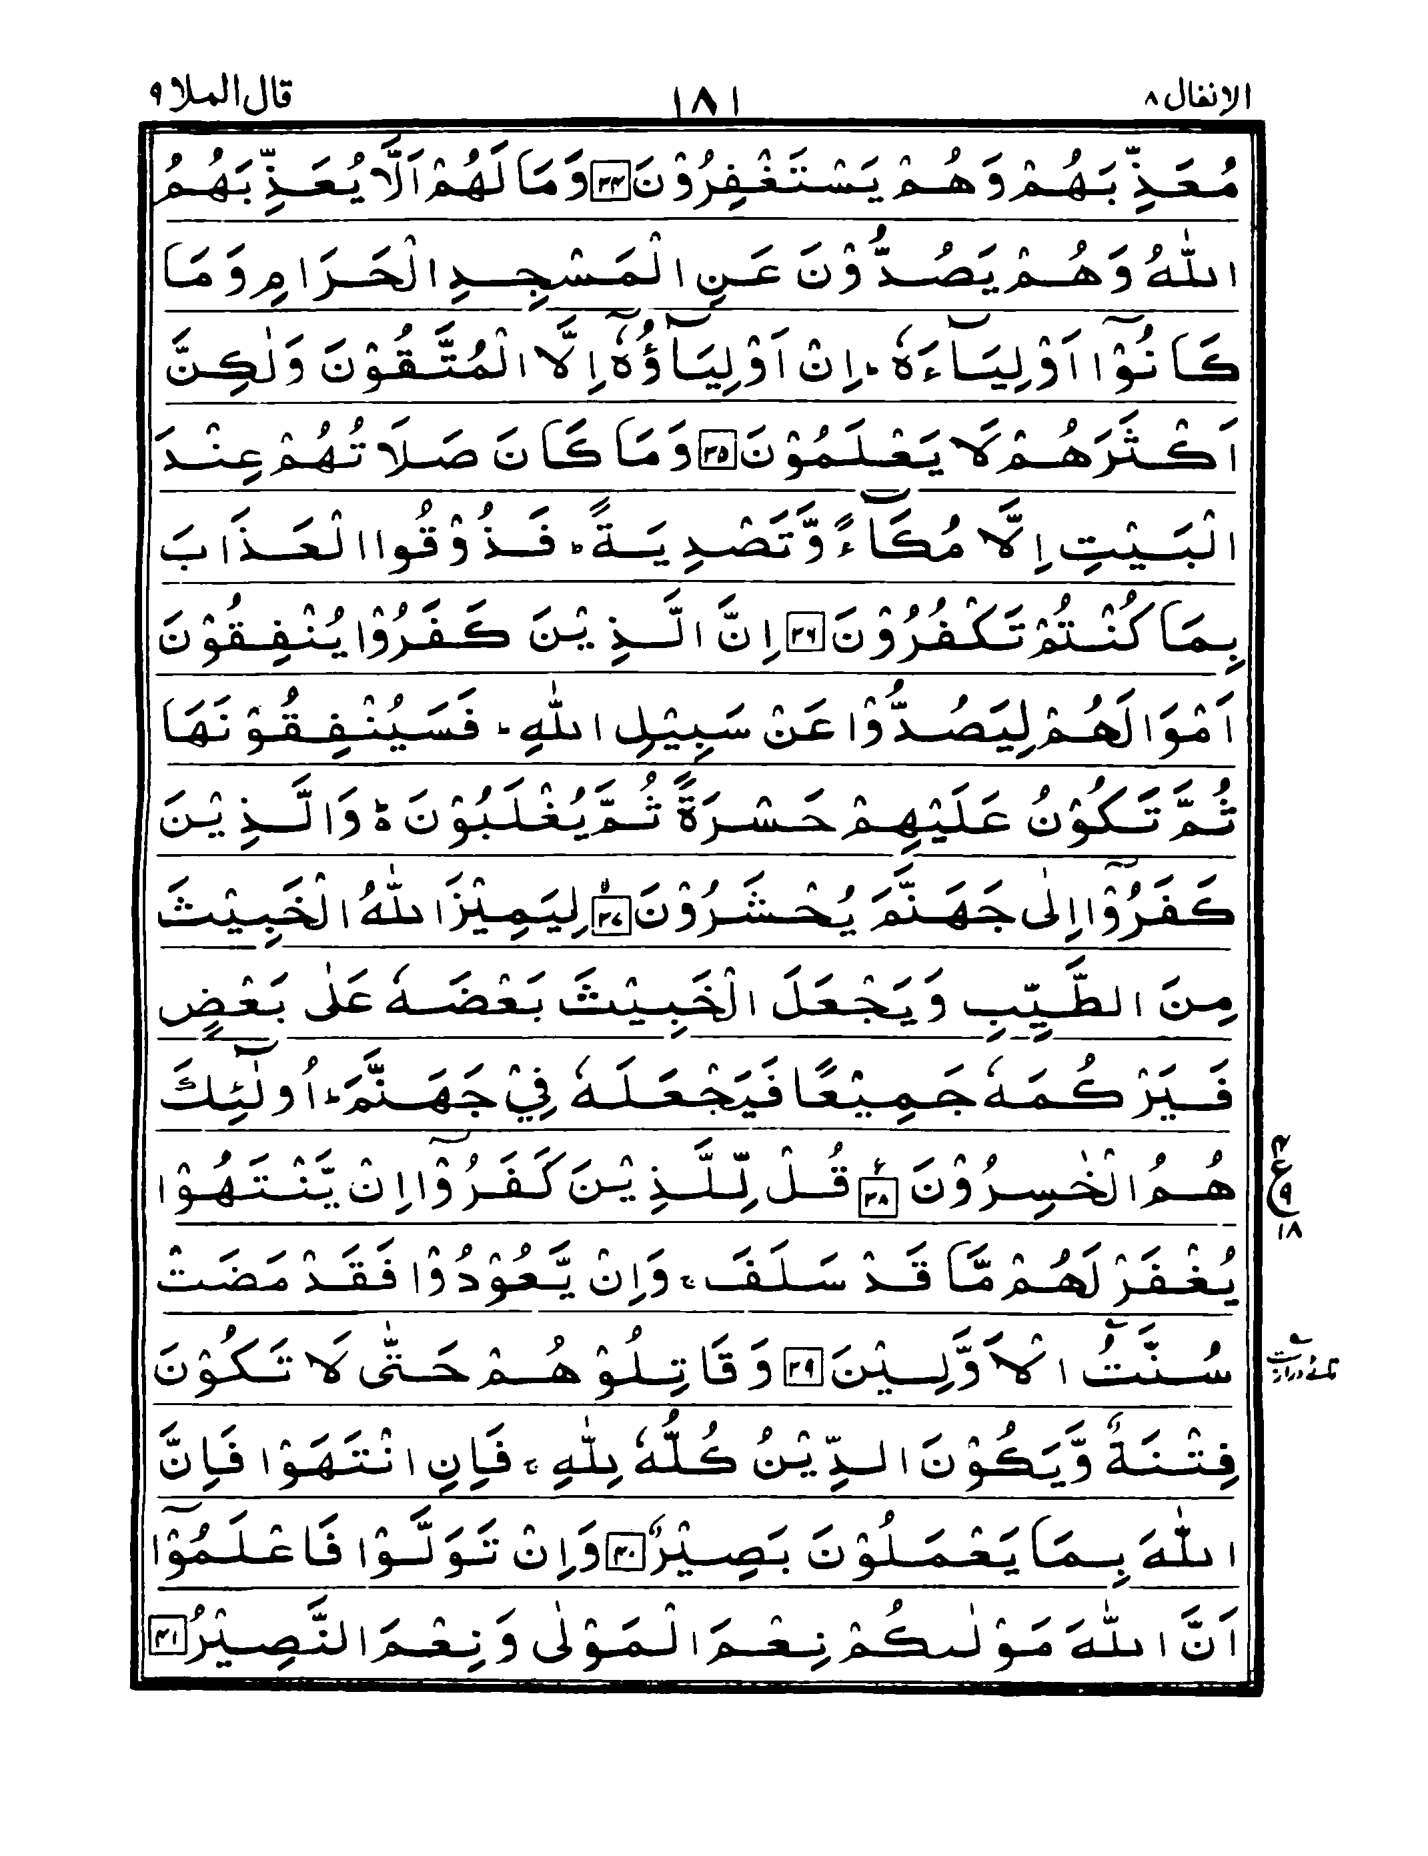 الانفال ٨ ١٨١ قال الملا ٩
مُعَذِّبَهُمْ وَهُمْ يَسْتَغْفِرُوْنَ ٣٣ وَمَا لَهُمْ اَلَّا يُعَذِّبَهُمُ
اللّٰهُ وَهُمْ يَصُدُّوْنَ عَنِ الْمَسْجِدِ الْحَرَامِ وَمَا
كَانُوْٓا اَوْلِيَآءَهٗ ؕ اِنْ اَوْلِيَآؤُهٗٓ اِلَّا الْمُتَّقُوْنَ وَلٰكِنَّ
اَكْثَرَهُمْ لَا يَعْلَمُوْنَ ٣٥ وَمَا كَانَ صَلَاتُهُمْ عِنْدَ
الْبَيْتِ اِلَّا مُكَآءً وَّتَصْدِيَةً ؕ فَذُوْقُوا الْعَذَابَ
بِمَا كُنْتُمْ تَكْفُرُوْنَ ٣٦ اِنَّ الَّذِيْنَ كَفَرُوْا يُنْفِقُوْنَ
اَمْوَالَهُمْ لِيَصُدُّوْا عَنْ سَبِيْلِ اللّٰهِ ؕ فَسَيُنْفِقُوْنَهَا
ثُمَّ تَكُوْنُ عَلَيْهِمْ حَسْرَةً ثُمَّ يُغْلَبُوْنَ ؕ وَالَّذِيْنَ
كَفَرُوْٓا اِلٰى جَهَنَّمَ يُحْشَرُوْنَ ٣٧ۙ لِيَمِيْزَ اللّٰهُ الْخَبِيْثَ
مِنَ الطَّيِّبِ وَيَجْعَلَ الْخَبِيْثَ بَعْضَهٗ عَلٰى بَعْضٍ
فَيَرْكُمَهٗ جَمِيْعًا فَيَجْعَلَهٗ فِيْ جَهَنَّمَ ؕ اُولٰٓئِكَ
هُمُ الْخٰسِرُوْنَ ٣٨ قُلْ لِّلَّذِيْنَ كَفَرُوْٓا اِنْ يَّنْتَهُوْا
ع ٩ ١٨
يُغْفَرْ لَهُمْ مَّا قَدْ سَلَفَ ۚ وَاِنْ يَّعُوْدُوْا فَقَدْ مَضَتْ
سُنَّتُ الْاَوَّلِيْنَ ٣٩ وَقَاتِلُوْهُمْ حَتّٰى لَا تَكُوْنَ
فِتْنَةٌ وَّيَكُوْنَ الدِّيْنُ كُلُّهٗ لِلّٰهِ ۚ فَاِنِ انْتَهَوْا فَاِنَّ
اللّٰهَ بِمَا يَعْمَلُوْنَ بَصِيْرٌ ٤٠ وَاِنْ تَوَلَّوْا فَاعْلَمُوْٓا
اَنَّ اللّٰهَ مَوْلٰىكُمْ نِعْمَ الْمَوْلٰى وَنِعْمَ النَّصِيْرُ ٤١